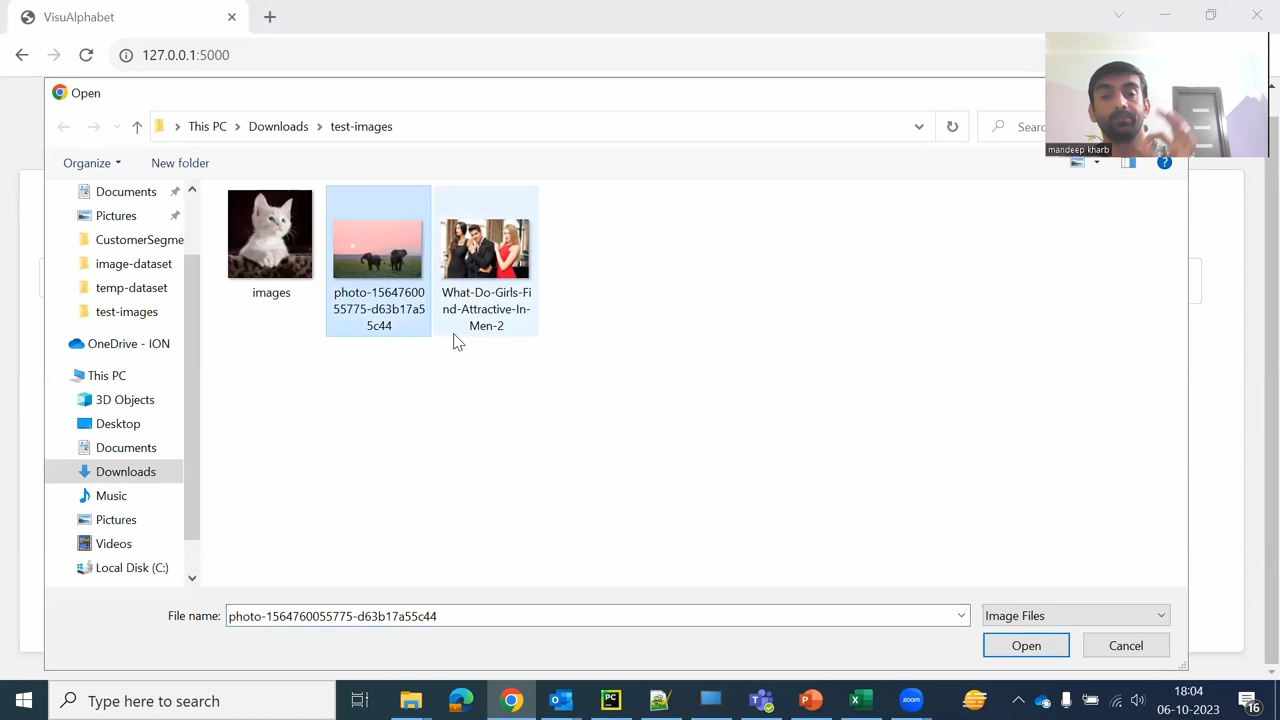 VisuAlphabet
127.0.0.1:5000
mandeep kharb
Open
This PC
Downloads
test-images
Sear
Organize
New folder
Documents
Pictures
CustomerSegme
image-dataset
temp-dataset
test-images
OneDrive - ION
This PC
3D Objects
Desktop
Documents
Downloads
Music
Pictures
Videos
Local Disk (C:)
images
photo-15647600
55775-d63b17a5
5c44
What-Do-Girls-Fi
nd-Attractive-In-
Men-2
File name:
photo-1564760055775-d63b17a55c44
Image Files
Open
Cancel
Type here to search
PC
zoom
18:04
06-10-2023
16